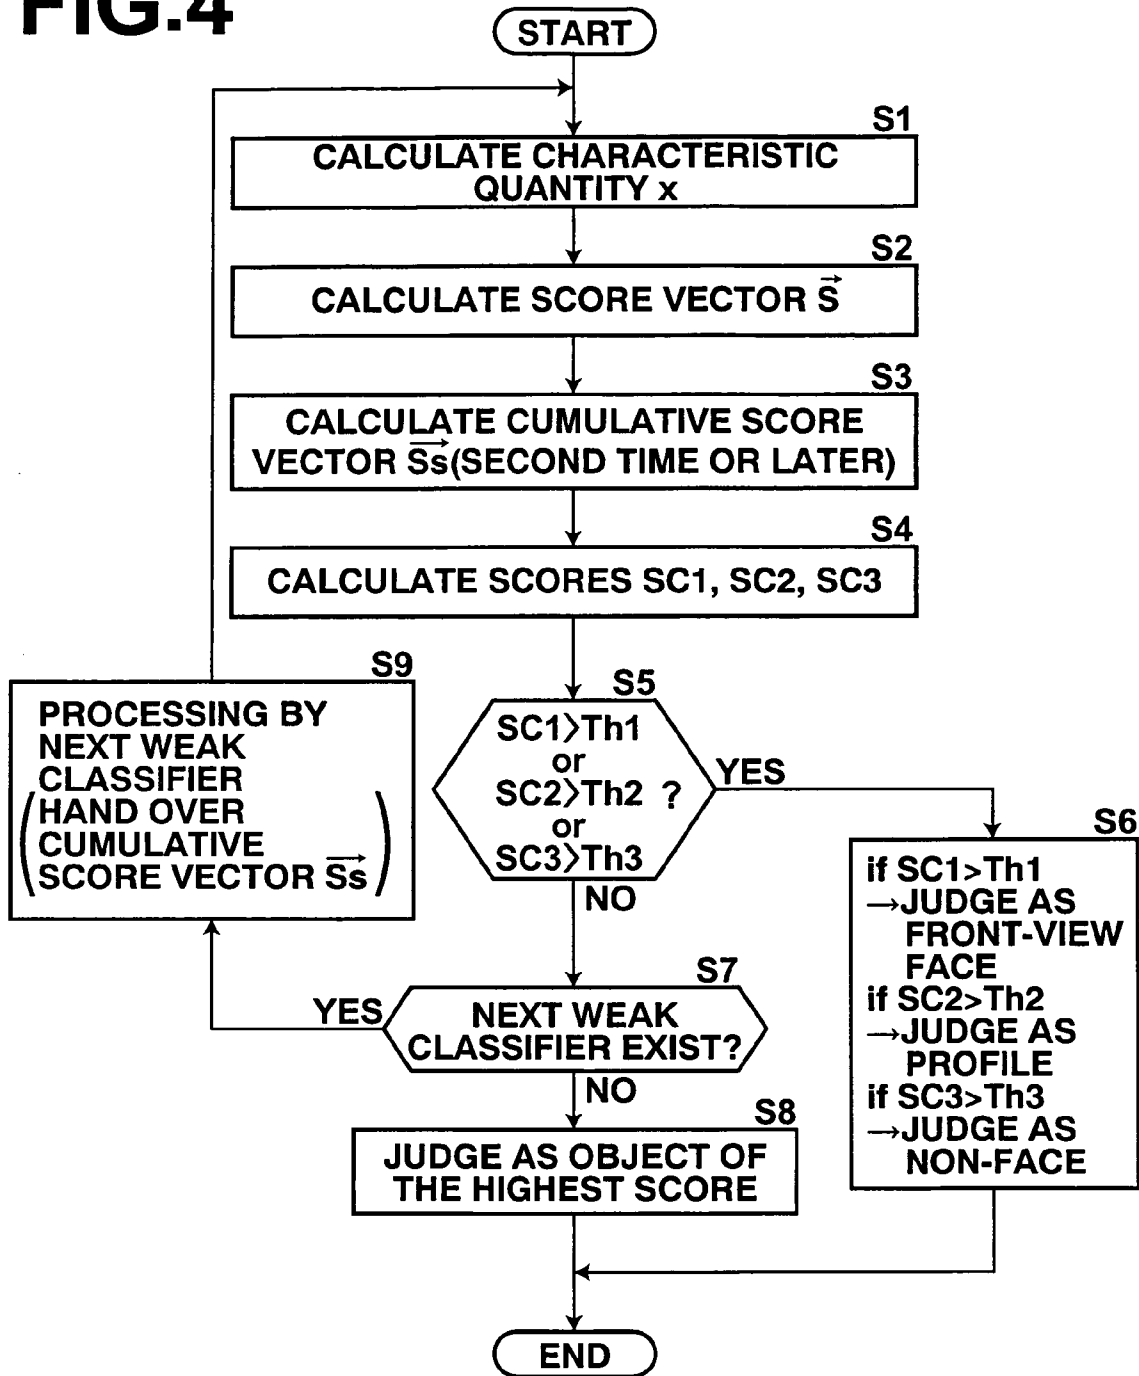 FIG.4
START
S1
CALCULATE CHARACTERISTIC
QUANTITY x
S2
CALCULATE SCORE VECTOR S⃗
S3
CALCULATE CUMULATIVE SCORE
VECTOR S⃗s⃗(SECOND TIME OR LATER)
S4
CALCULATE SCORES SC1, SC2, SC3
S5
SC1>Th1
or
SC2>Th2 ?
or
SC3>Th3
YES
NO
S6
if SC1>Th1
→JUDGE AS
FRONT-VIEW
FACE
if SC2>Th2
→JUDGE AS
PROFILE
if SC3>Th3
→JUDGE AS
NON-FACE
S7
NEXT WEAK
CLASSIFIER EXIST?
YES
NO
S9
PROCESSING BY
NEXT WEAK
CLASSIFIER
(HAND OVER
CUMULATIVE
SCORE VECTOR S⃗s⃗)
S8
JUDGE AS OBJECT OF
THE HIGHEST SCORE
END